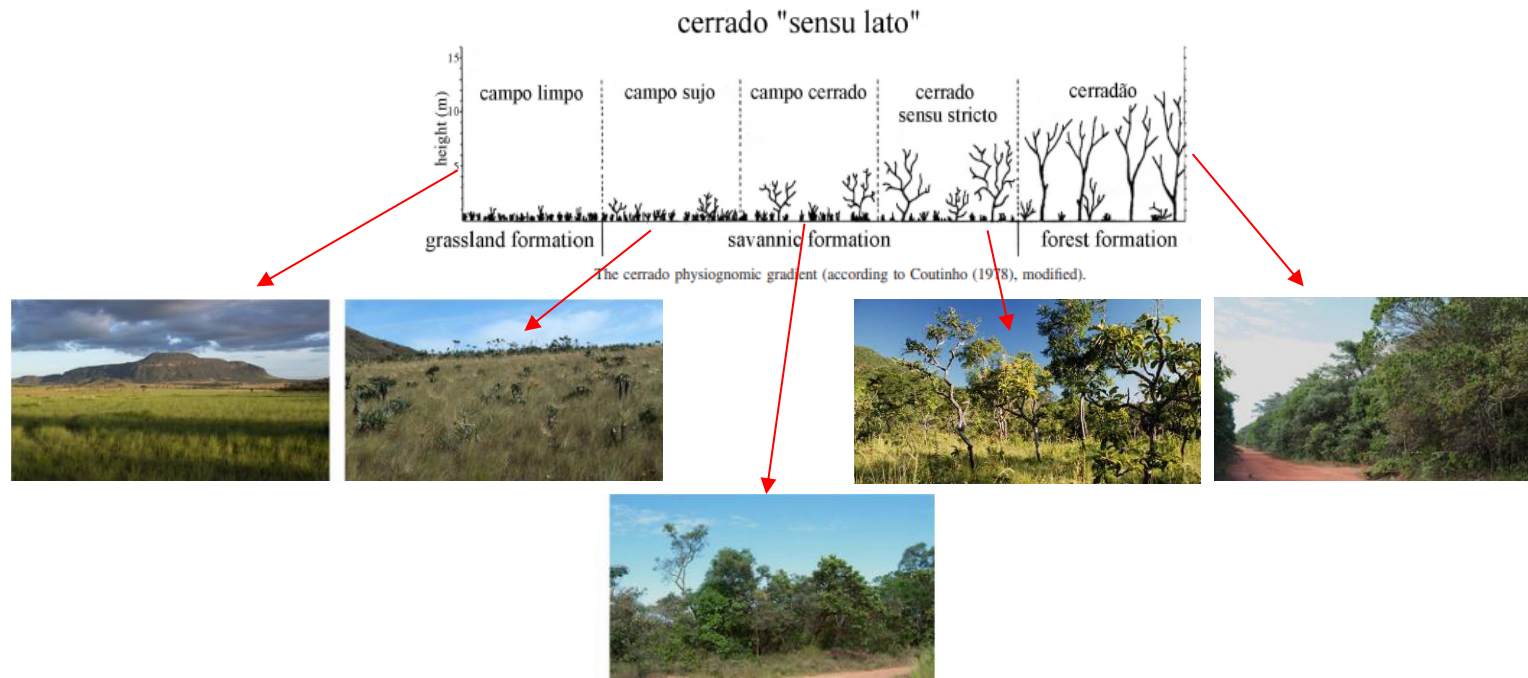 cerrado "sensu lato"
15
10
5
height (m)
campo limpo
campo sujo
campo cerrado
cerrado
sensu stricto
cerradão
grassland formation
savannic formation
forest formation
The cerrado physiognomic gradient (according to Coutinho (1978), modified).